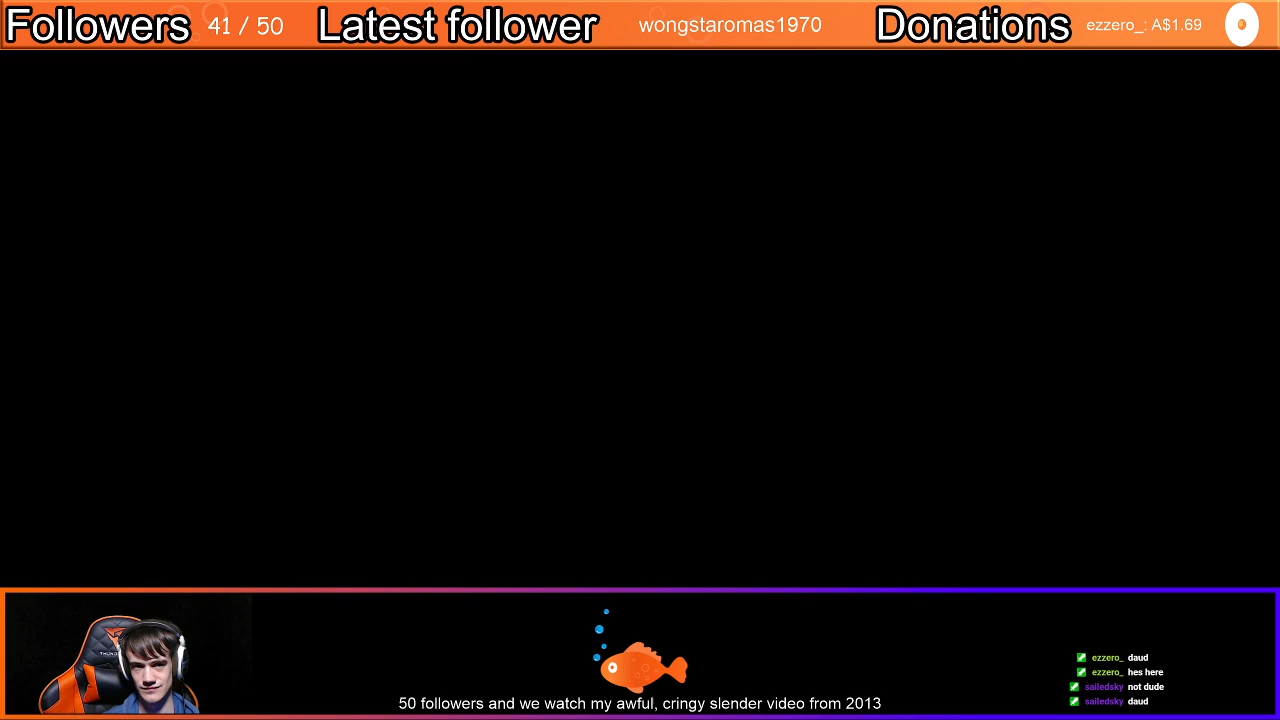 Followers 41 / 50 Latest follower wongstaromas1970 Donations ezzero_: A$1.69
50 followers and we watch my awful, cringy slender video from 2013
ezzero_ daud
ezzero_ hes here
sailedsky not dude
sailedsky daud